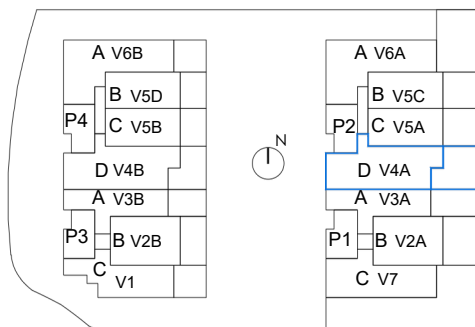 A V6B
A V6A
B V5D
B V5C
P4
C V5B
P2
C V5A
N
D V4B
D V4A
A V3B
A V3A
P3
B V2B
P1
B V2A
C V1
C V7